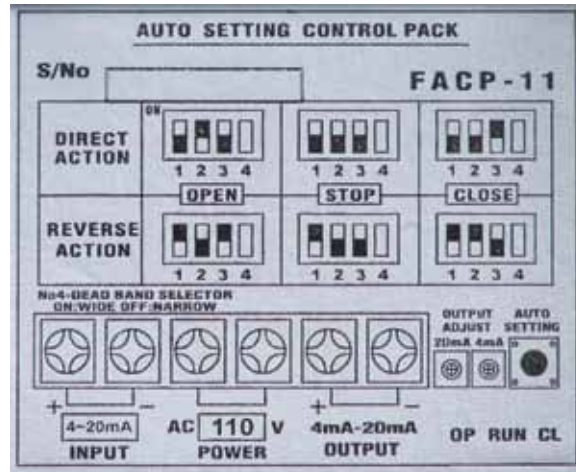 AUTO SETTING CONTROL PACK
S/No
FACP-11
DIRECT ACTION
ON
1 2 3 4
1 2 3 4
1 2 3 4
OPEN
STOP
CLOSE
REVERSE ACTION
1 2 3 4
1 2 3 4
1 2 3 4
No4-DEAD BAND SELECTOR
ON:WIDE OFF:NARROW
OUTPUT ADJUST
20mA 4mA
AUTO SETTING
+ −
4~20mA
INPUT
AC 110 V
POWER
+ −
4mA-20mA
OUTPUT
OP RUN CL